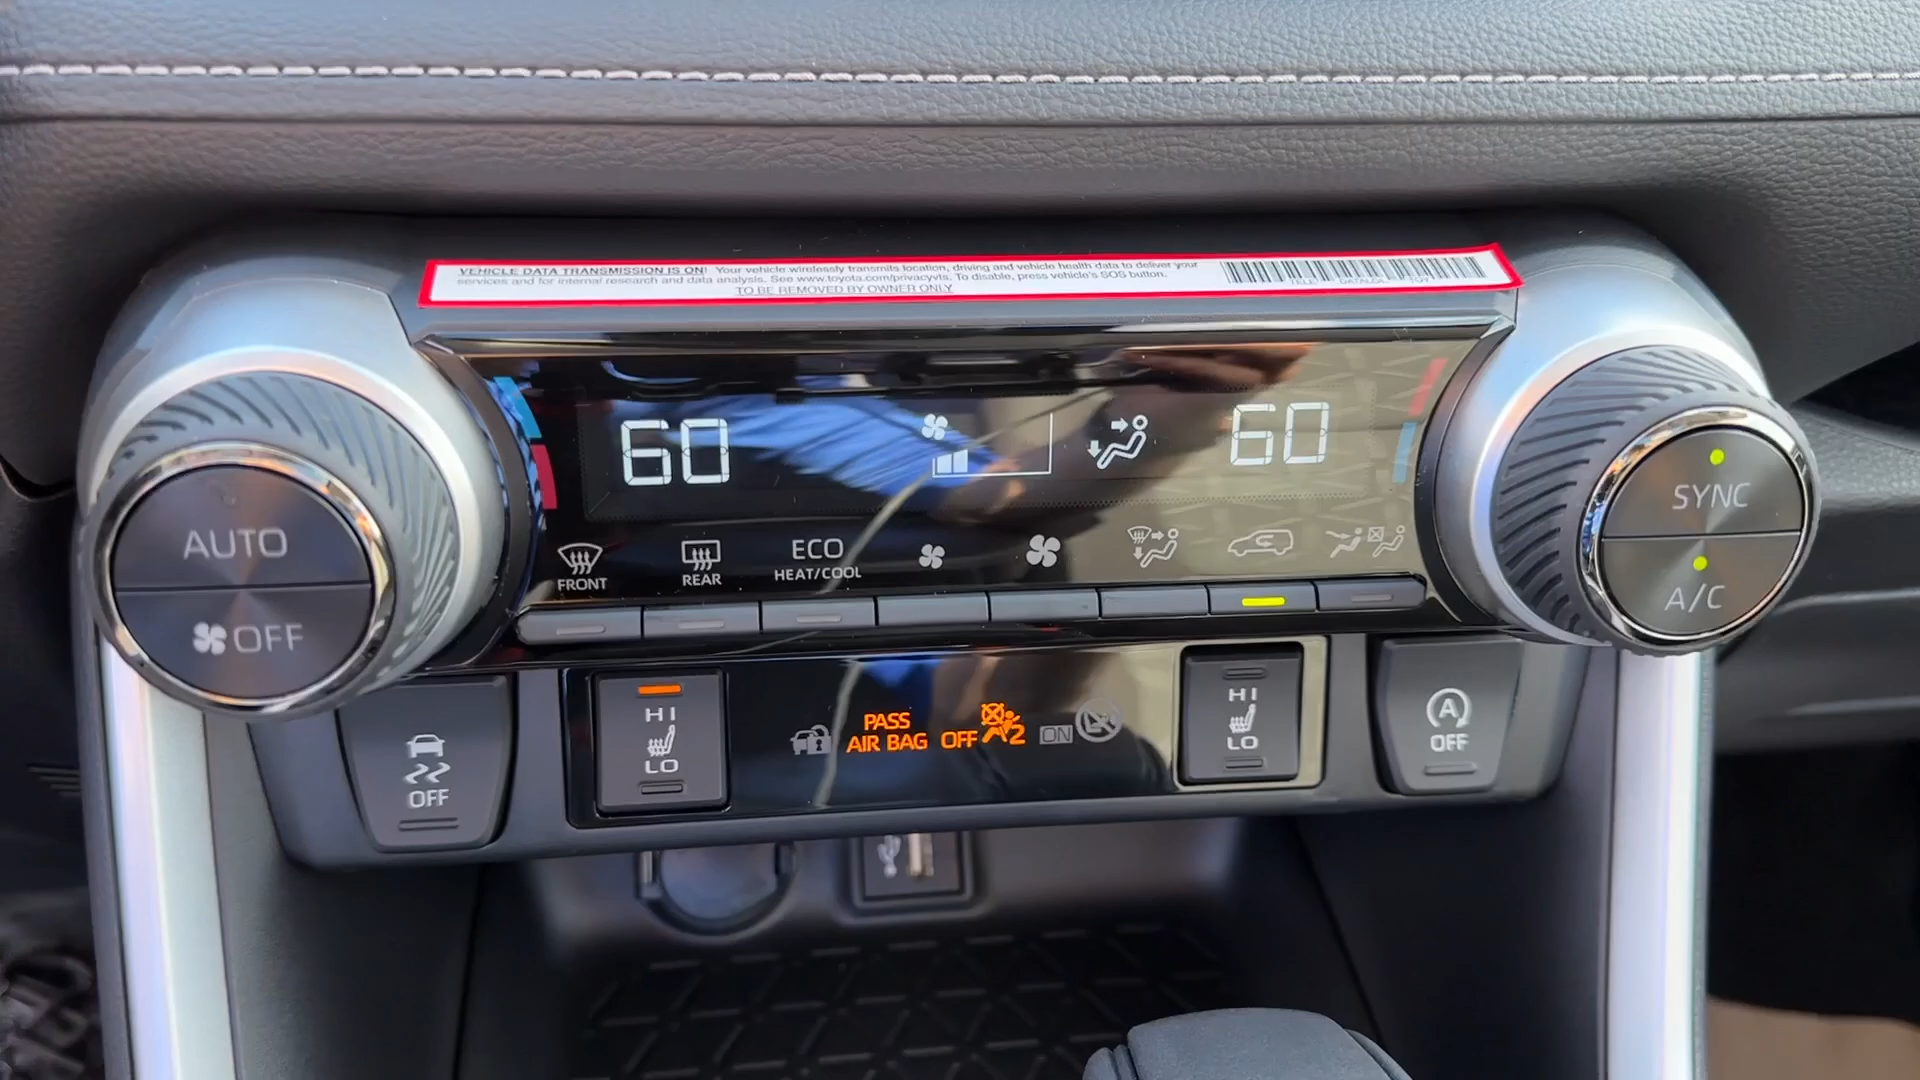 VEHICLE DATA TRANSMISSION IS ON! Your vehicle wirelessly transmits location, driving and vehicle health data to deliver your
services and for internal research and data analysis. See www.toyota.com/privacyvts. To disable, press vehicle's SOS button.
TO BE REMOVED BY OWNER ONLY
60
60
AUTO
OFF
FRONT
REAR
ECO
HEAT/COOL
SYNC
A/C
OFF
HI
LO
PASS
AIR BAG OFF
2
ON
HI
LO
A
OFF